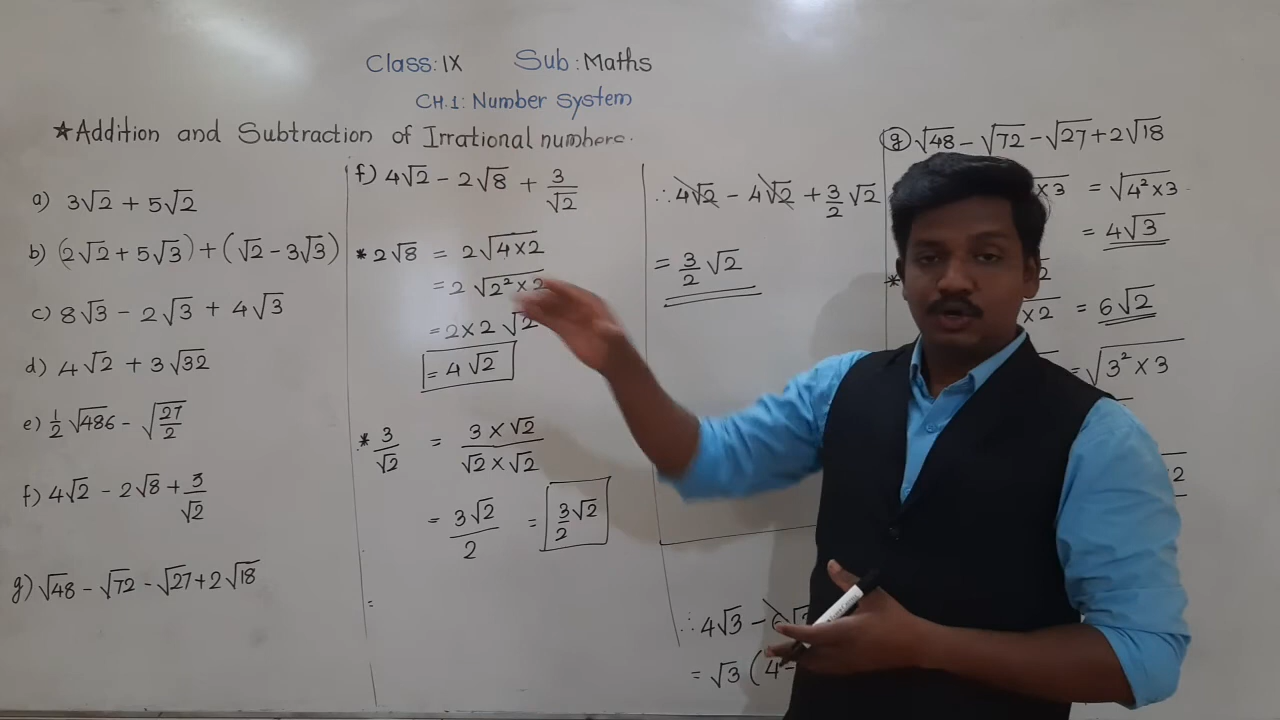 Class: IX Sub: Maths
CH.1: Number system
★Addition and Subtraction of Irrational numbers.
a) 3√2 + 5√2
b) (2√2 + 5√3) + (√2 - 3√3)
c) 8√3 - 2√3 + 4√3
d) 4√2 + 3√32
e) 1/2 √486 - √(27/2)
f) 4√2 - 2√8 + 3/√2
g) √48 - √72 - √27 + 2√18
f) 4√2 - 2√8 + 3/√2
* 2√8 = 2√(4×2)
= 2√(2²×2)
= 2×2√2
= 4√2
* 3/√2 = (3×√2)/(√2×√2)
= 3√2/2 = 3/2 √2
∴ 4√2 - 4√2 + 3/2 √2
= 3/2 √2
g) √48 - √72 - √27 + 2√18
×3 = √(4²×3)
= 4√3
*
×2 = 6√2
= √(3²×3)
∴ 4√3 - 6√2
= √3 (4 -